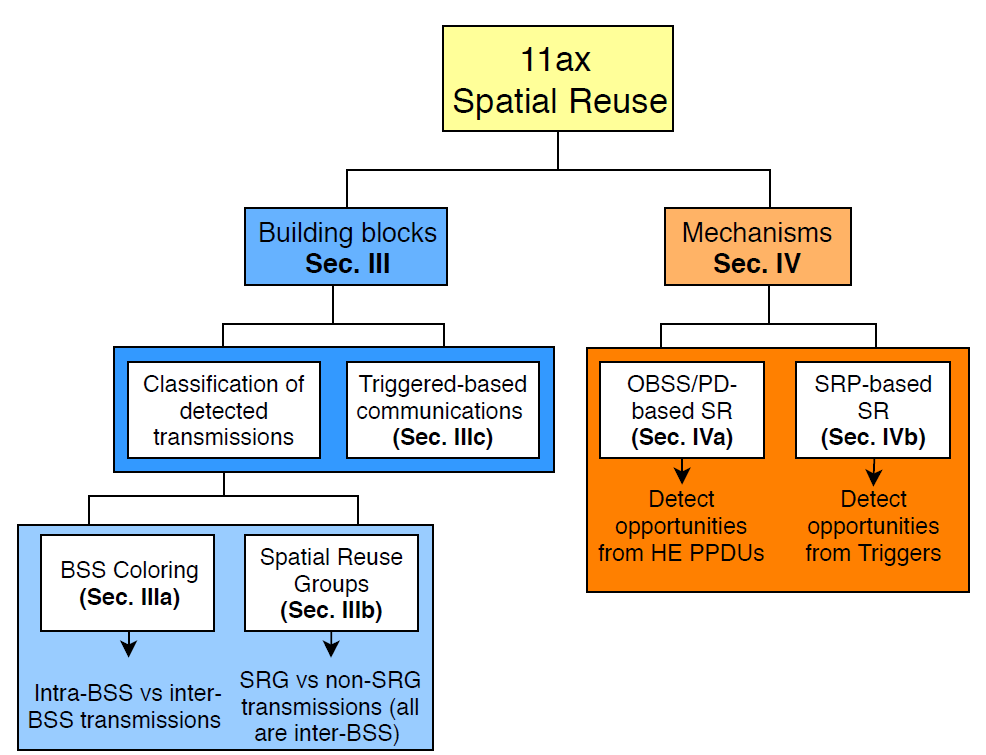 11ax
Spatial Reuse
Building blocks
Sec. III
Mechanisms
Sec. IV
Classification of
detected
transmissions
Triggered-based
communications
(Sec. IIIc)
OBSS/PD-
based SR
(Sec. IVa)
SRP-based
SR
(Sec. IVb)
Detect
opportunities
from HE PPDUs
Detect
opportunities
from Triggers
BSS Coloring
(Sec. IIIa)
Spatial Reuse
Groups
(Sec. IIIb)
Intra-BSS vs inter-
BSS transmissions
SRG vs non-SRG
transmissions (all
are inter-BSS)